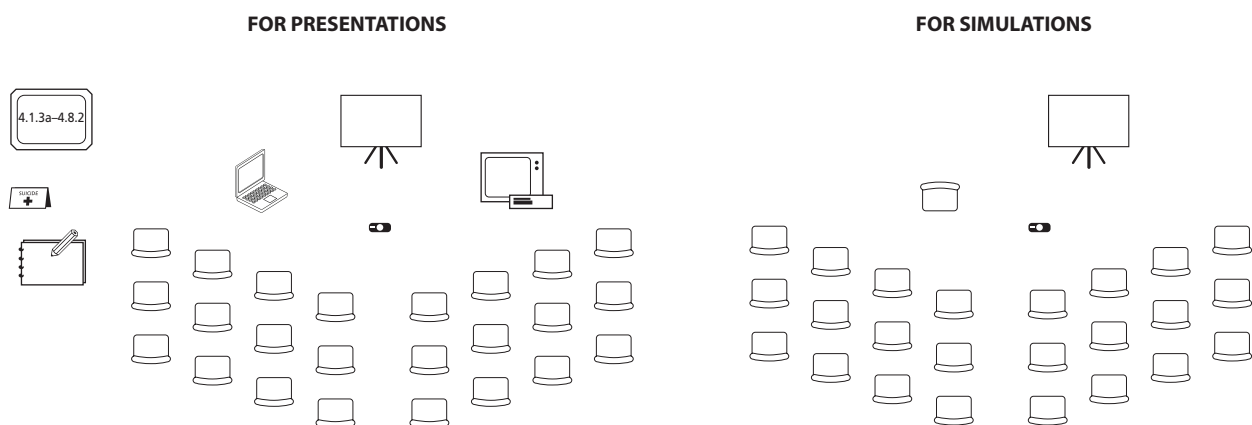 FOR PRESENTATIONS
FOR SIMULATIONS
4.1.3a–4.8.2
SUICIDE